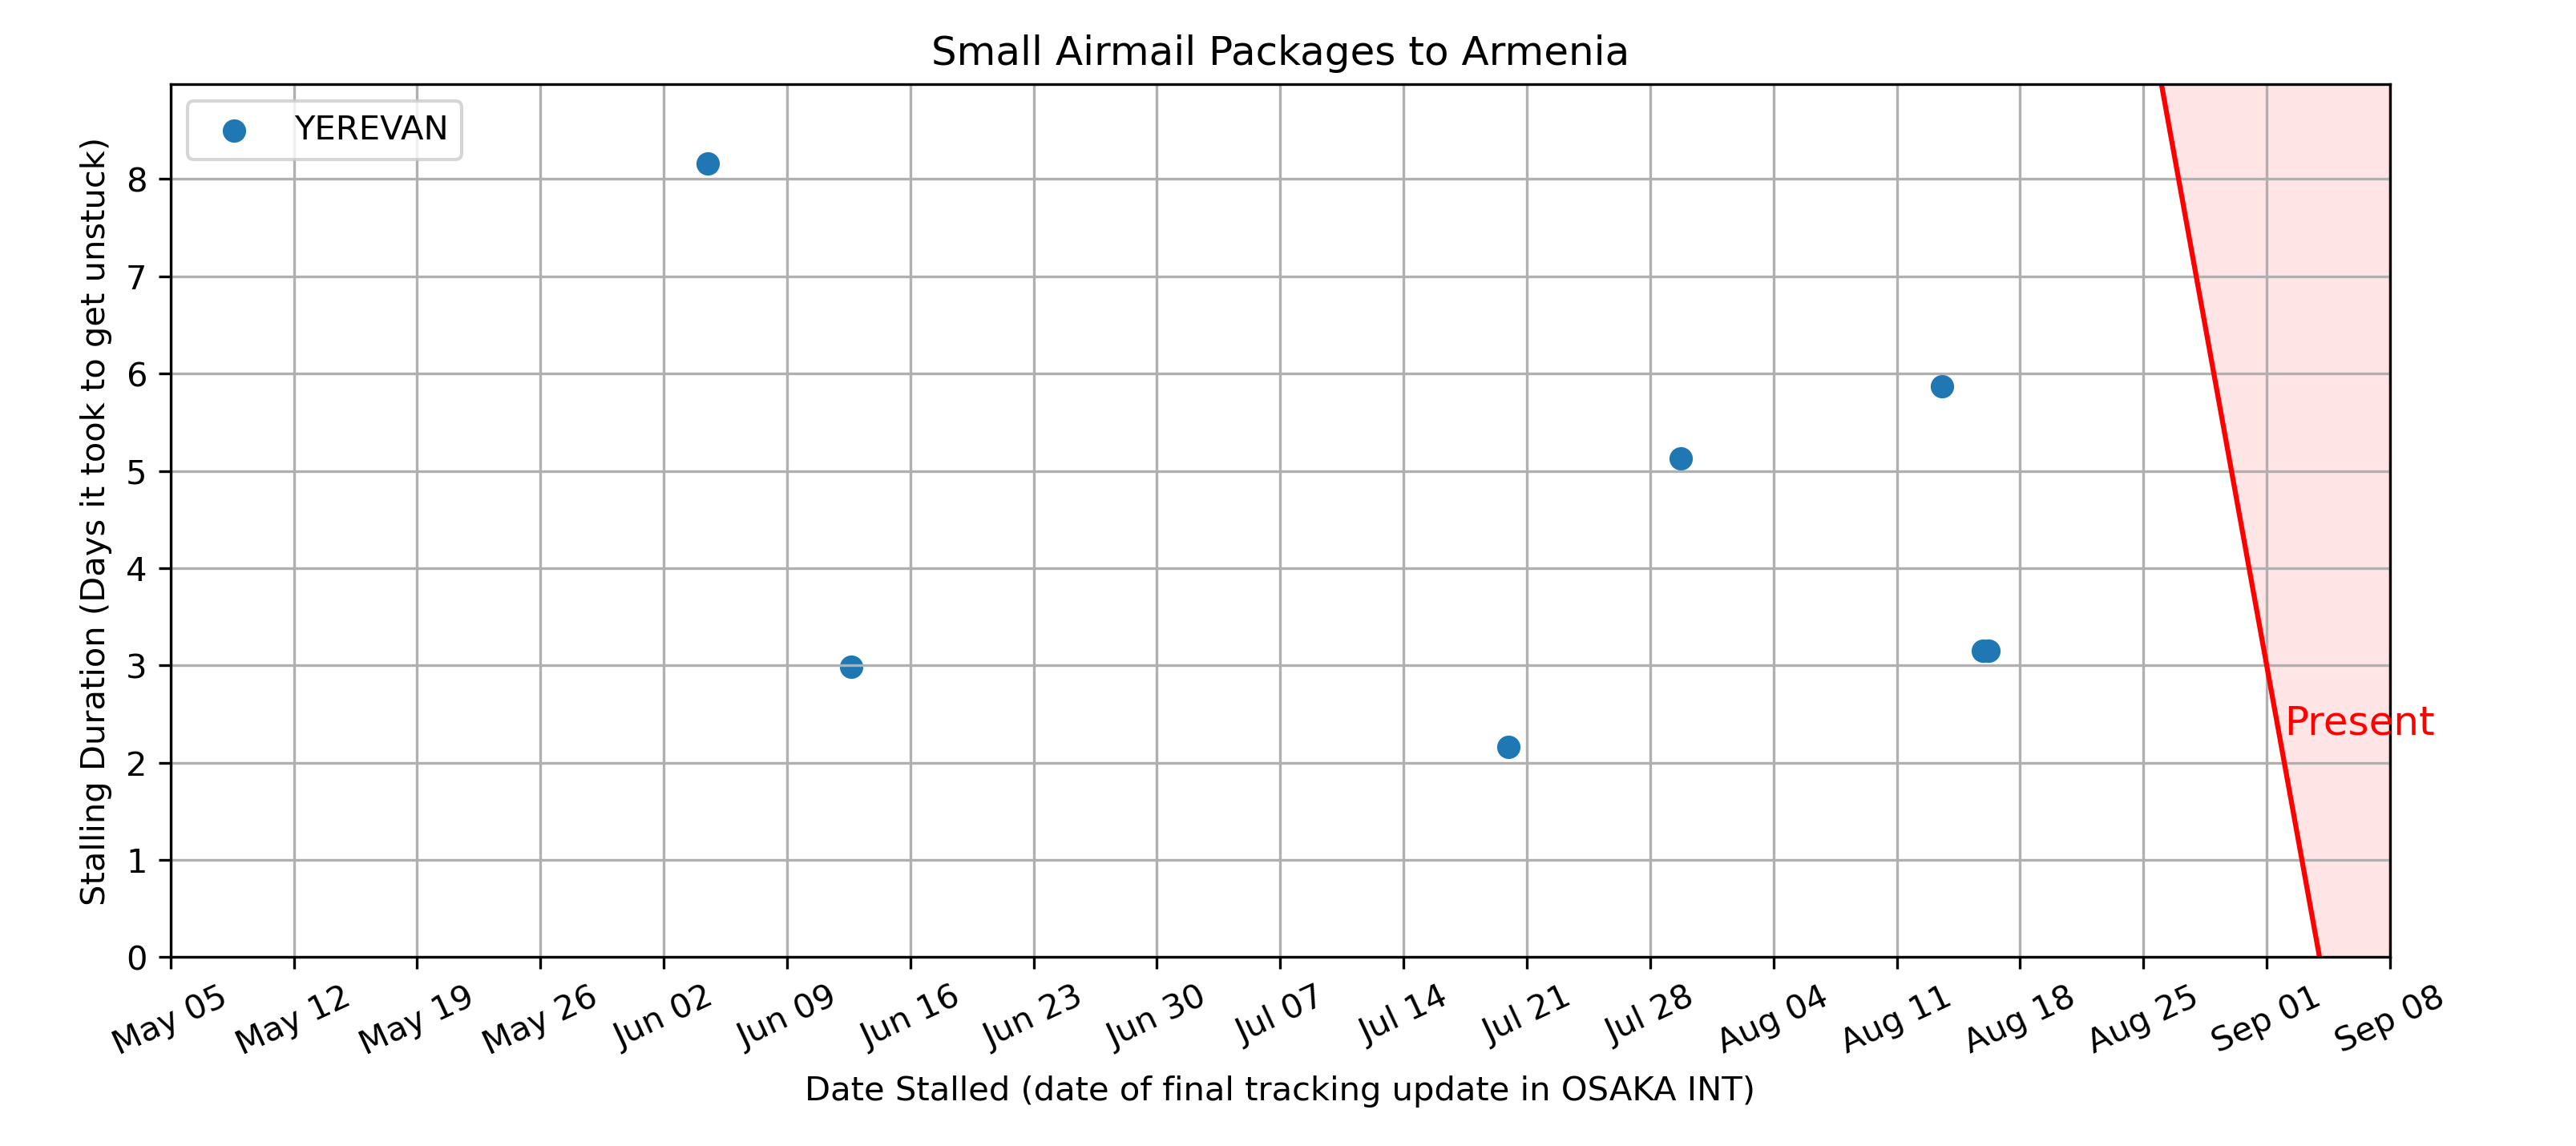 Small Airmail Packages to Armenia
YEREVAN
Stalling Duration (Days it took to get unstuck)
8
7
6
5
4
3
2
1
0
Present
May 05
May 12
May 19
May 26
Jun 02
Jun 09
Jun 16
Jun 23
Jun 30
Jul 07
Jul 14
Jul 21
Jul 28
Aug 04
Aug 11
Aug 18
Aug 25
Sep 01
Sep 08
Date Stalled (date of final tracking update in OSAKA INT)